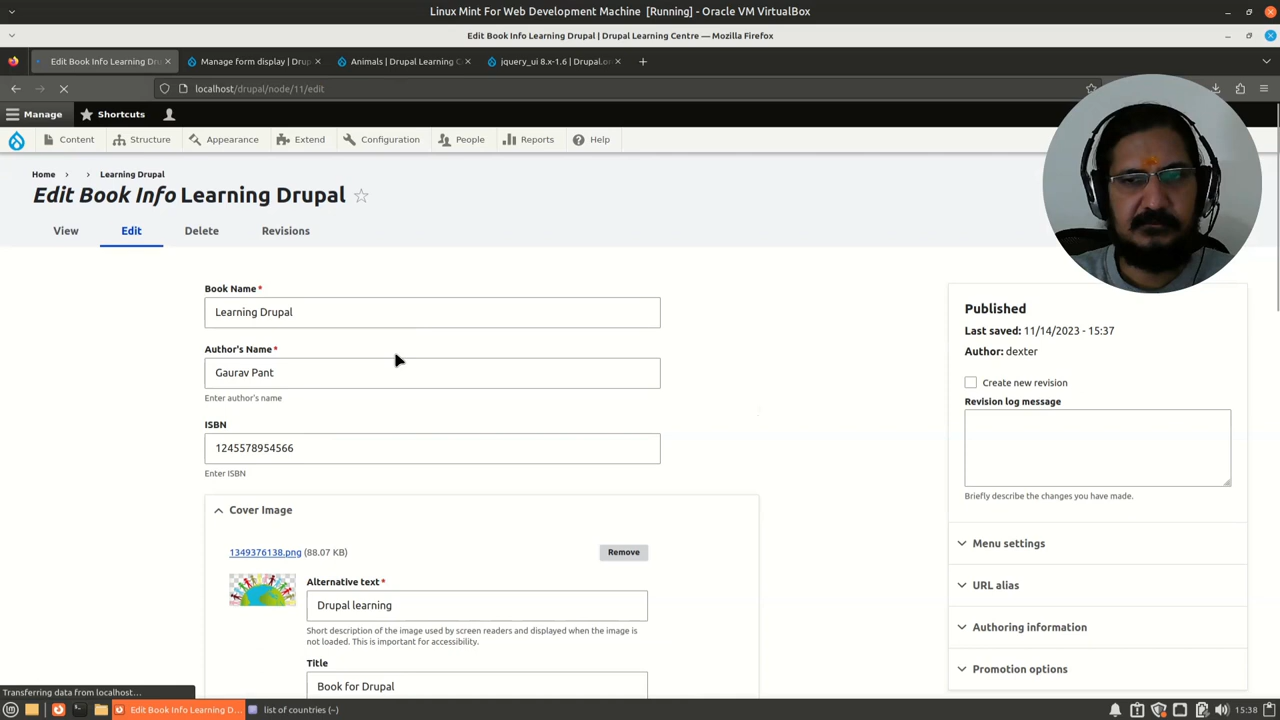 Linux Mint For Web Development Machine [Running] - Oracle VM VirtualBox
Edit Book Info Learning Drupal | Drupal Learning Centre — Mozilla Firefox
Edit Book Info Learning Dru
Manage form display | Drup
Animals | Drupal Learning C
jquery_ui 8.x-1.6 | Drupal.o
localhost/drupal/node/11/edit
Manage
Shortcuts
Content
Structure
Appearance
Extend
Configuration
People
Reports
Help
Home
Learning Drupal
Edit Book Info Learning Drupal
View
Edit
Delete
Revisions
Book Name*
Learning Drupal
Author's Name*
Gaurav Pant
Enter author's name
ISBN
1245578954566
Enter ISBN
Cover Image
1349376138.png (88.07 KB)
Remove
Alternative text*
Drupal learning
Short description of the image used by screen readers and displayed when the image is
not loaded. This is important for accessibility.
Title
Book for Drupal
Published
Last saved: 11/14/2023 - 15:37
Author: dexter
Create new revision
Revision log message
Briefly describe the changes you have made.
Menu settings
URL alias
Authoring information
Promotion options
Transferring data from localhost…
Edit Book Info Learning D…
list of countries (~)
15:38